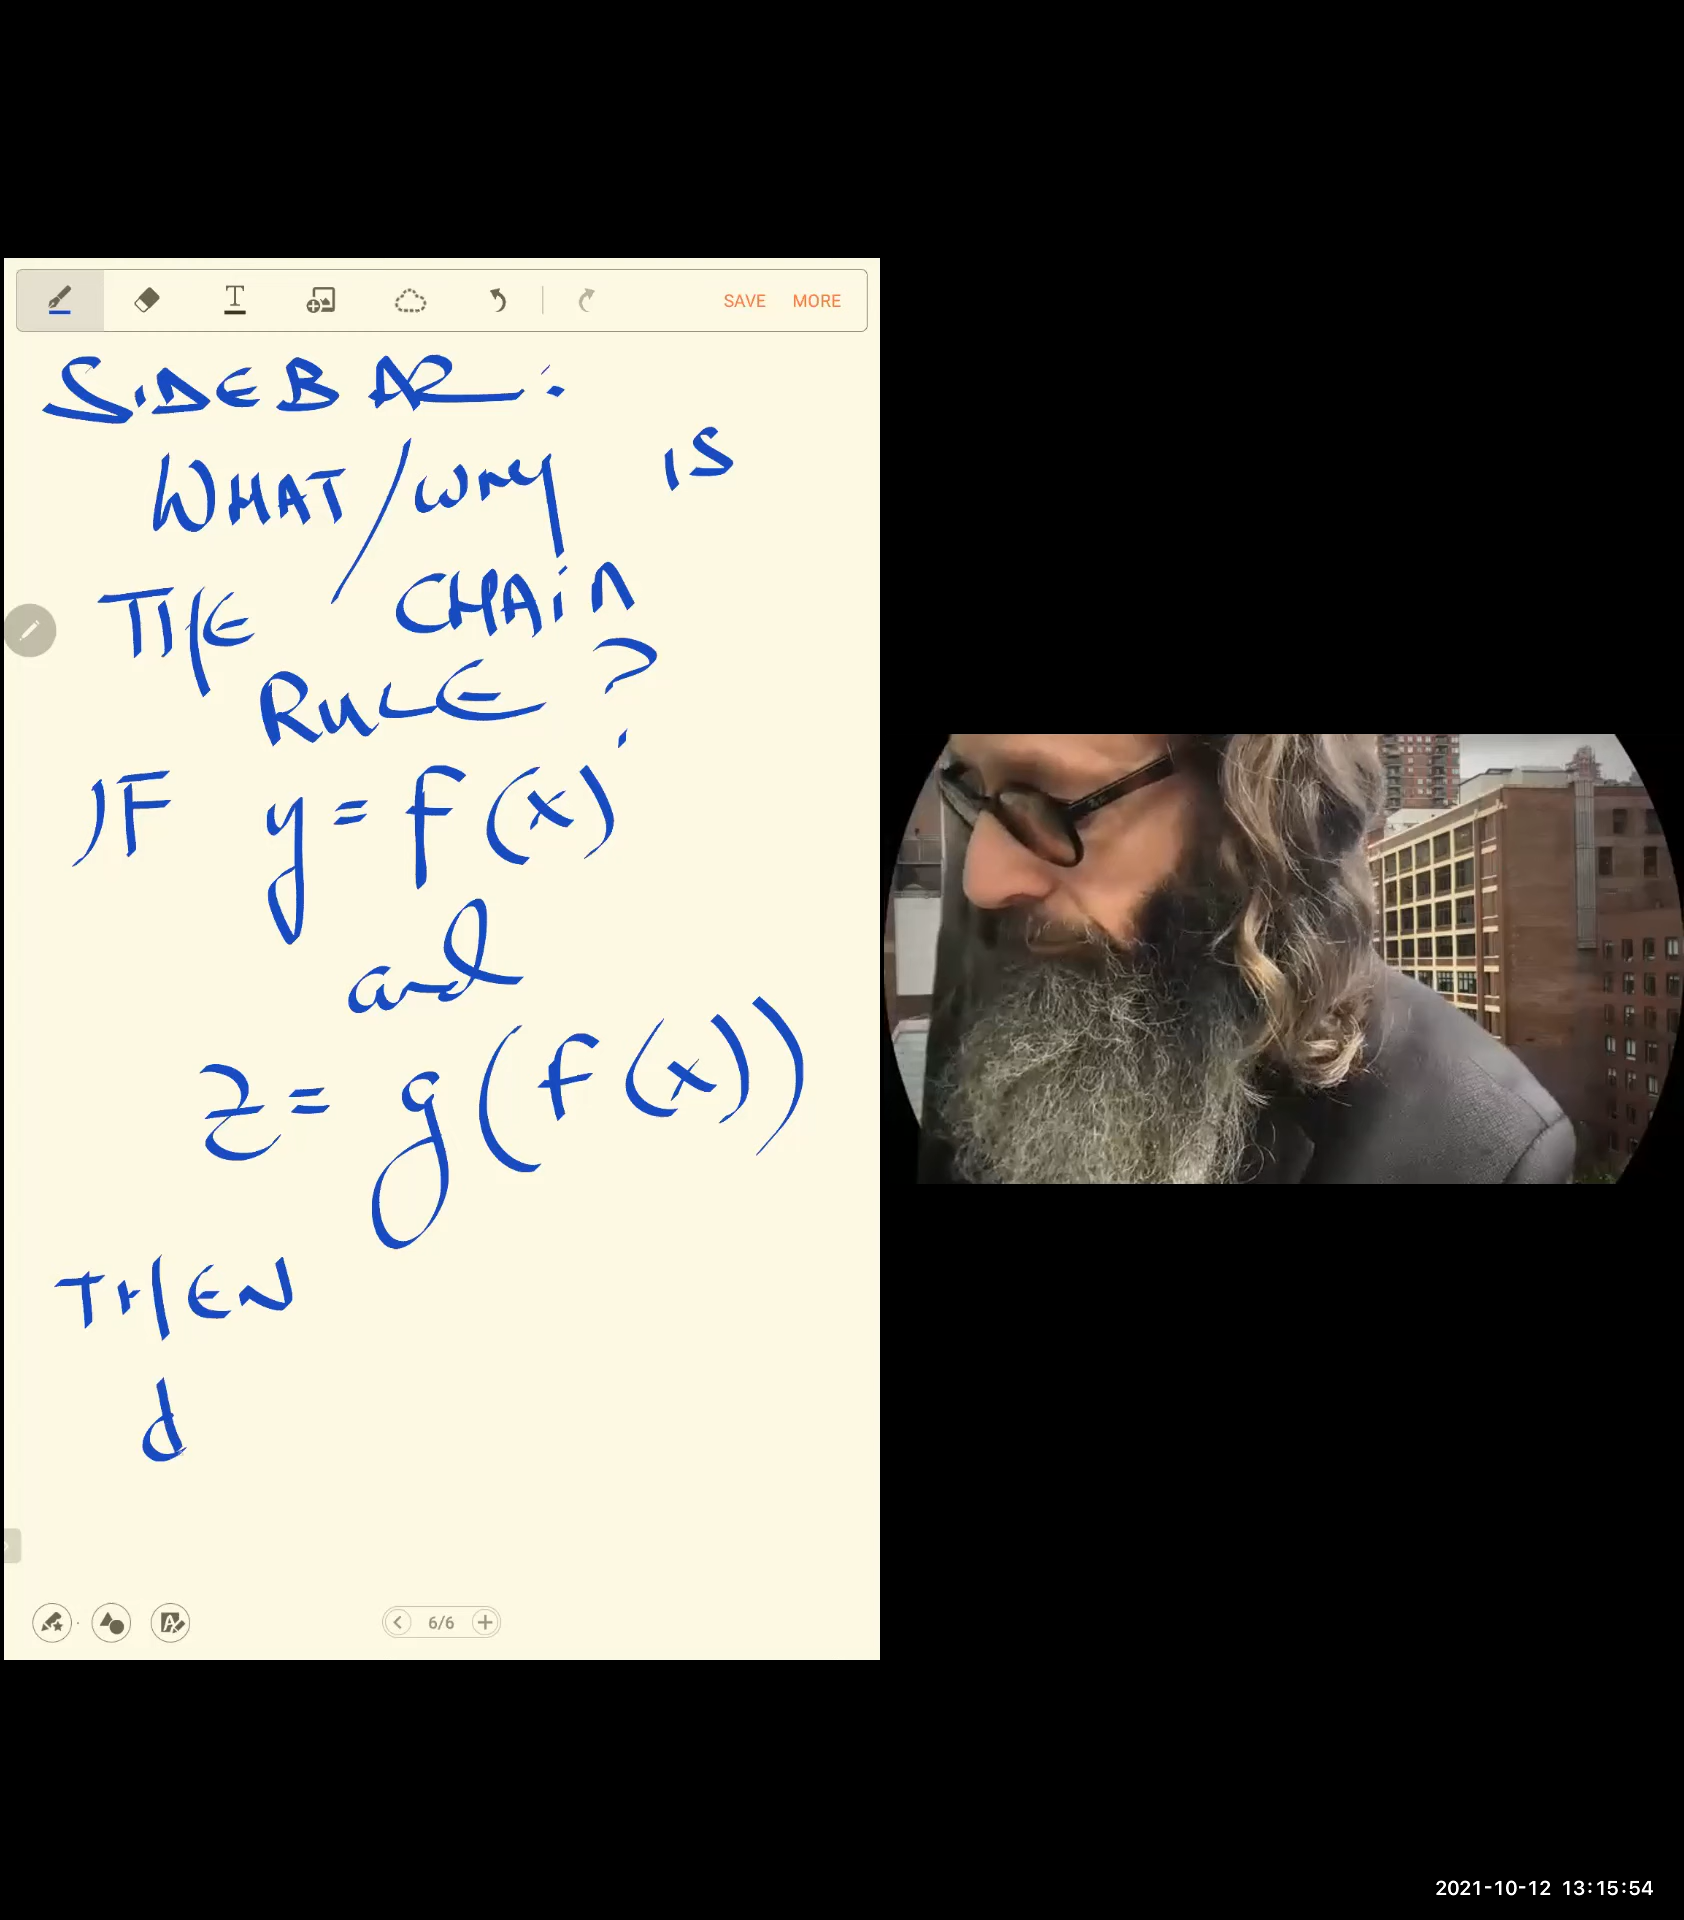 T
SAVE MORE
SIDEBAR:
WHAT/WHY IS
THE CHAIN
RULE?
IF y = f(x)
and
z = g(f(x))
THEN
d
A
6/6
2021-10-12 13:15:54